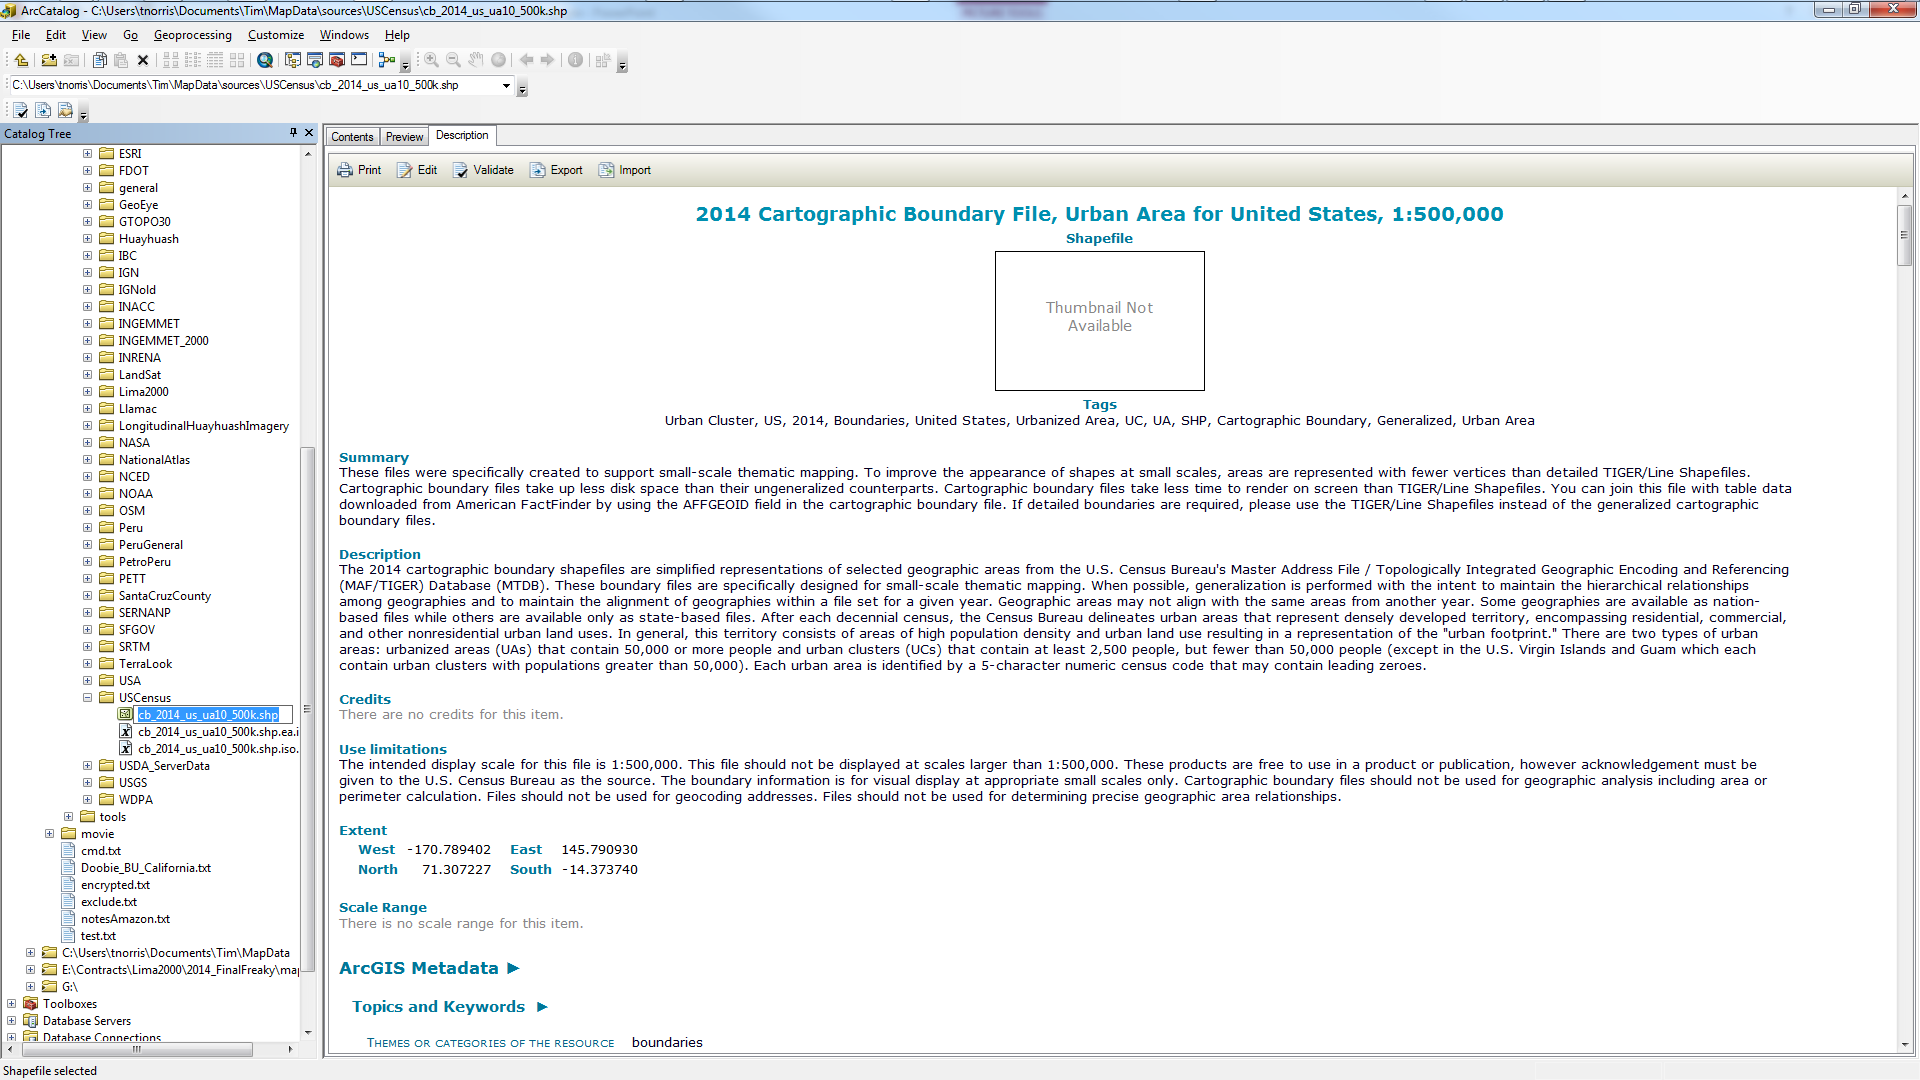 ArcCatalog - C:\Users\tnorris\Documents\Tim\MapData\sources\USCensus\cb_2014_us_ua10_500k.shp
File Edit View Go Geoprocessing Customize Windows Help
C:\Users\tnorris\Documents\Tim\MapData\sources\USCensus\cb_2014_us_ua10_500k.shp
Catalog Tree
ESRI
FDOT
general
GeoEye
GTOPO30
Huayhuash
IBC
IGN
IGNold
INACC
INGEMMET
INGEMMET_2000
INRENA
LandSat
Lima2000
Llamac
LongitudinalHuayhuashImagery
NASA
NationalAtlas
NCED
NOAA
OSM
Peru
PeruGeneral
PetroPeru
PETT
SantaCruzCounty
SERNANP
SFGOV
SRTM
TerraLook
USA
USCensus
cb_2014_us_ua10_500k.shp
cb_2014_us_ua10_500k.shp.ea.i
cb_2014_us_ua10_500k.shp.iso.
USDA_ServerData
USGS
WDPA
tools
movie
cmd.txt
Doobie_BU_California.txt
encrypted.txt
exclude.txt
notesAmazon.txt
test.txt
C:\Users\tnorris\Documents\Tim\MapData
E:\Contracts\Lima2000\2014_FinalFreaky\map
G:\
Toolboxes
Database Servers
Database Connections
Contents Preview Description
Print Edit Validate Export Import
2014 Cartographic Boundary File, Urban Area for United States, 1:500,000
Shapefile
Thumbnail Not
Available
Tags
Urban Cluster, US, 2014, Boundaries, United States, Urbanized Area, UC, UA, SHP, Cartographic Boundary, Generalized, Urban Area
Summary
These files were specifically created to support small-scale thematic mapping. To improve the appearance of shapes at small scales, areas are represented with fewer vertices than detailed TIGER/Line Shapefiles.
Cartographic boundary files take up less disk space than their ungeneralized counterparts. Cartographic boundary files take less time to render on screen than TIGER/Line Shapefiles. You can join this file with table data
downloaded from American FactFinder by using the AFFGEOID field in the cartographic boundary file. If detailed boundaries are required, please use the TIGER/Line Shapefiles instead of the generalized cartographic
boundary files.
Description
The 2014 cartographic boundary shapefiles are simplified representations of selected geographic areas from the U.S. Census Bureau's Master Address File / Topologically Integrated Geographic Encoding and Referencing
(MAF/TIGER) Database (MTDB). These boundary files are specifically designed for small-scale thematic mapping. When possible, generalization is performed with the intent to maintain the hierarchical relationships
among geographies and to maintain the alignment of geographies within a file set for a given year. Geographic areas may not align with the same areas from another year. Some geographies are available as nation-
based files while others are available only as state-based files. After each decennial census, the Census Bureau delineates urban areas that represent densely developed territory, encompassing residential, commercial,
and other nonresidential urban land uses. In general, this territory consists of areas of high population density and urban land use resulting in a representation of the "urban footprint." There are two types of urban
areas: urbanized areas (UAs) that contain 50,000 or more people and urban clusters (UCs) that contain at least 2,500 people, but fewer than 50,000 people (except in the U.S. Virgin Islands and Guam which each
contain urban clusters with populations greater than 50,000). Each urban area is identified by a 5-character numeric census code that may contain leading zeroes.
Credits
There are no credits for this item.
Use limitations
The intended display scale for this file is 1:500,000. This file should not be displayed at scales larger than 1:500,000. These products are free to use in a product or publication, however acknowledgement must be
given to the U.S. Census Bureau as the source. The boundary information is for visual display at appropriate small scales only. Cartographic boundary files should not be used for geographic analysis including area or
perimeter calculation. Files should not be used for geocoding addresses. Files should not be used for determining precise geographic area relationships.
Extent
West -170.789402 East 145.790930
North 71.307227 South -14.373740
Scale Range
There is no scale range for this item.
ArcGIS Metadata ►
Topics and Keywords ►
THEMES OR CATEGORIES OF THE RESOURCE boundaries
Shapefile selected